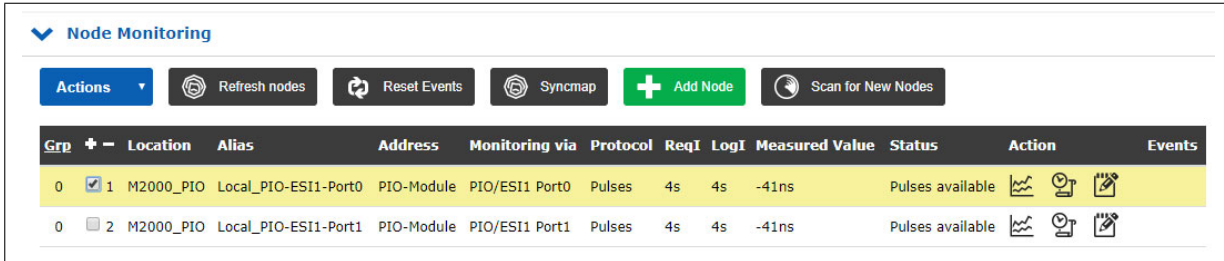 Node Monitoring
Actions Refresh nodes Reset Events Syncmap Add Node Scan for New Nodes
Grp + − Location Alias Address Monitoring via Protocol ReqI LogI Measured Value Status Action Events
0 1 M2000_PIO Local_PIO-ESI1-Port0 PIO-Module PIO/ESI1 Port0 Pulses 4s 4s -41ns Pulses available
0 2 M2000_PIO Local_PIO-ESI1-Port1 PIO-Module PIO/ESI1 Port1 Pulses 4s 4s -41ns Pulses available